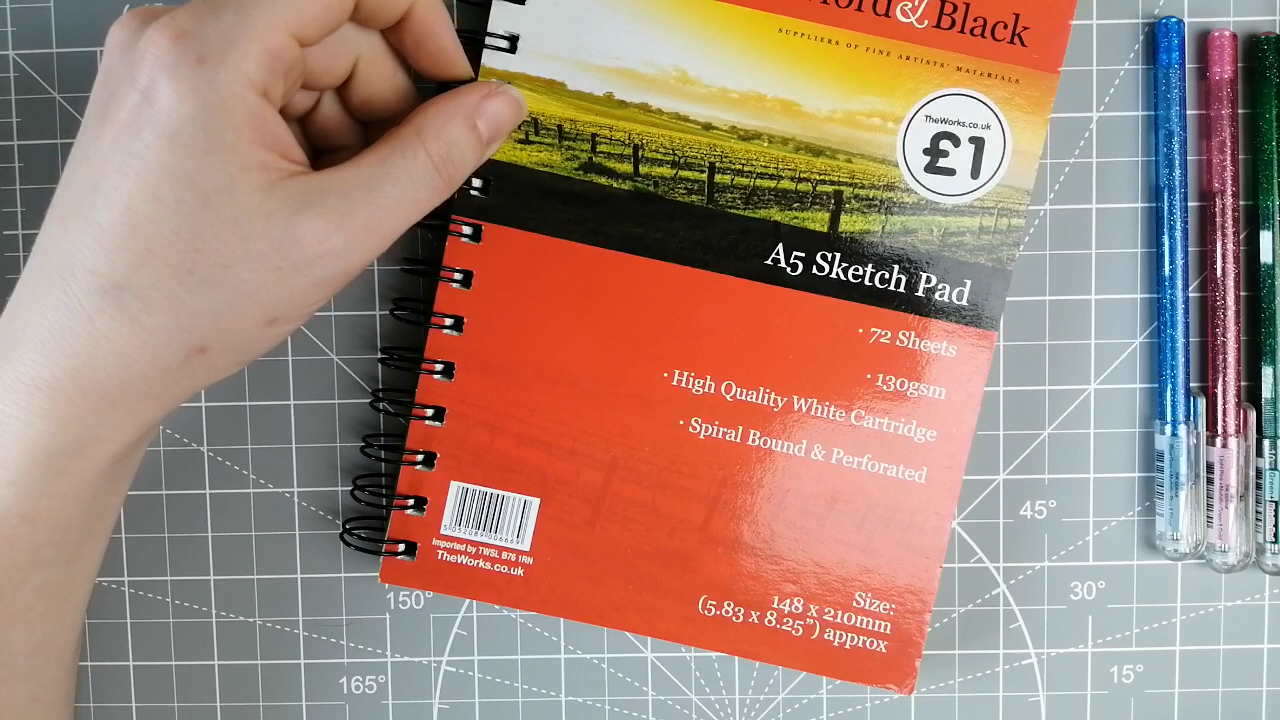 & Black
SUPPLIERS OF FINE ARTISTS' MATERIALS
TheWorks.co.uk
£1
A5 Sketch Pad
· 72 Sheets
· 130gsm
· High Quality White Cartridge
· Spiral Bound & Perforated
Imported by TWSL B76 1RN
TheWorks.co.uk
Size:
148 x 210mm
(5.83 x 8.25”) approx
45°
30°
15°
150°
165°